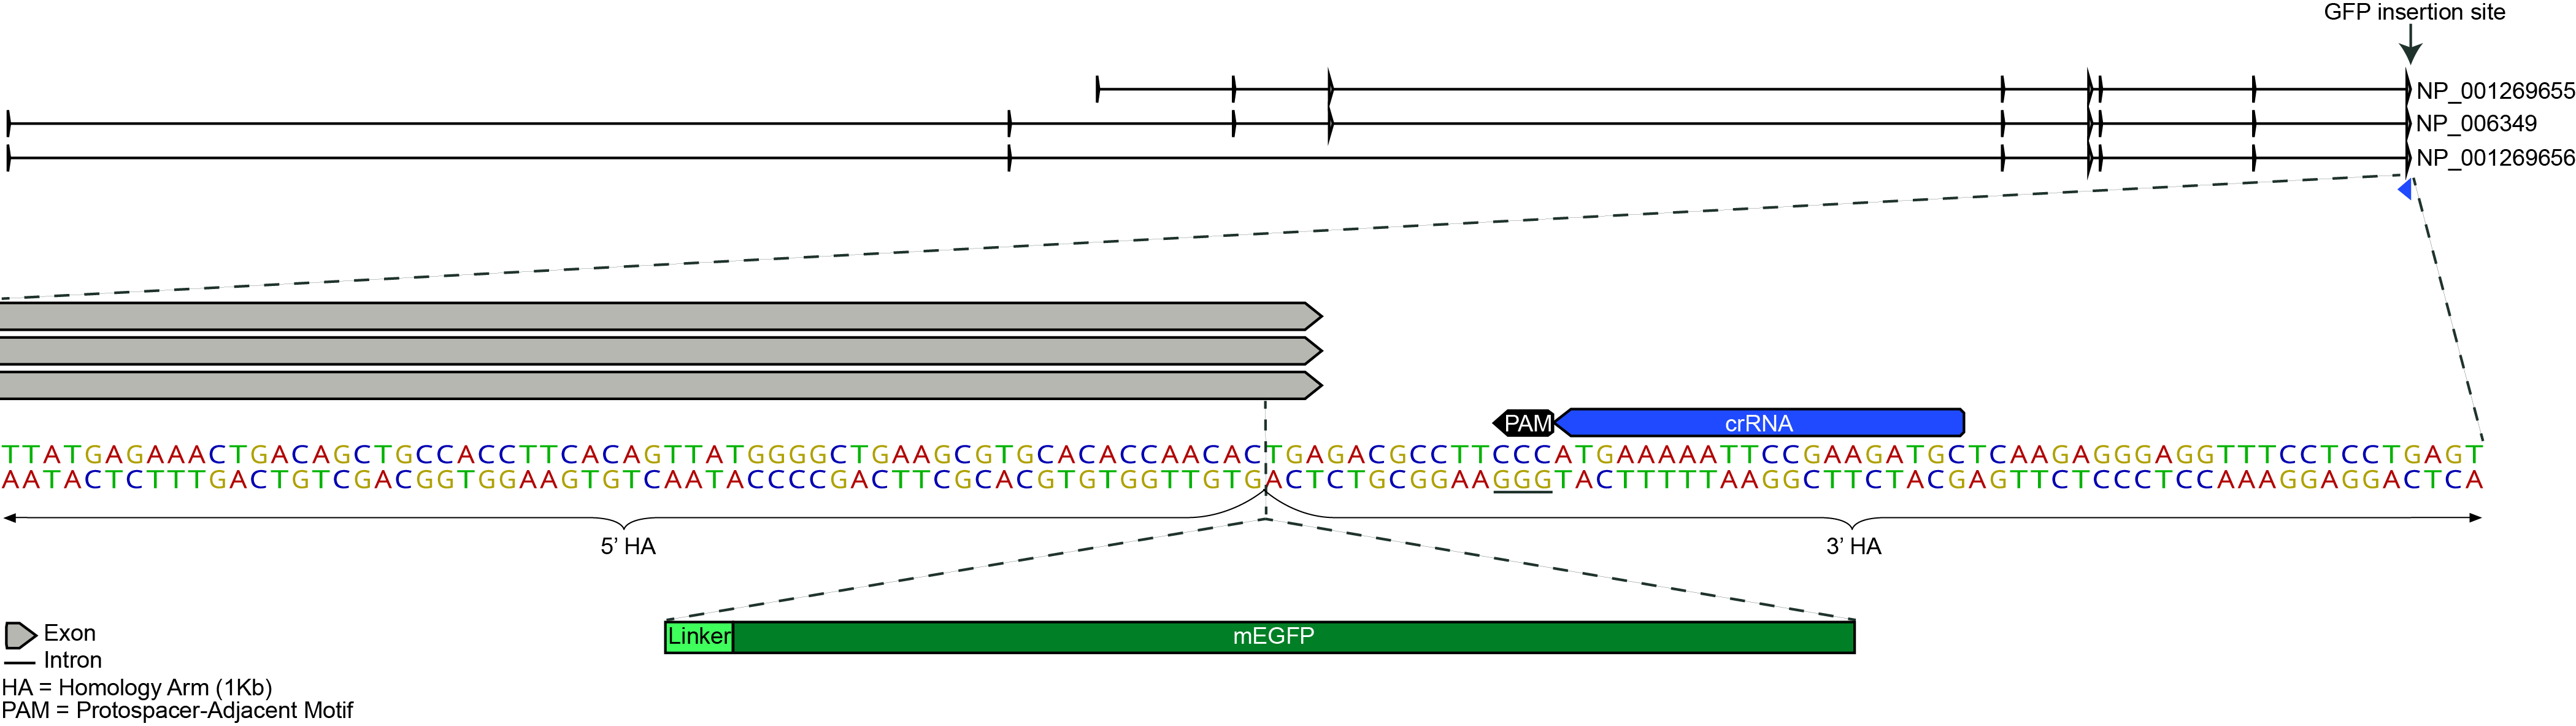 GFP insertion site
NP_001269655
NP_006349
NP_001269656
PAM
crRNA
TTATGAGAAACTGACAGCTGCCACCTTCACAGTTATGGGGCTGAAGCGTGCACACCAACACTGAGACGCCTTCCCATGAAAAATTCCGAAGATGCTCAAGAGGGAGGTTTCCTCCTGAGT
AATACTCTTTGACTGTCGACGGTGGAAGTGTCAATACCCCGACTTCGCACGTGTGGTTGTGACTCTGCGGAAGGGTACTTTTTAAGGCTTCTACGAGTTCTCCCTCCAAAGGAGGACTCA
5’ HA
3’ HA
Linker
mEGFP
Exon
Intron
HA = Homology Arm (1Kb)
PAM = Protospacer-Adjacent Motif